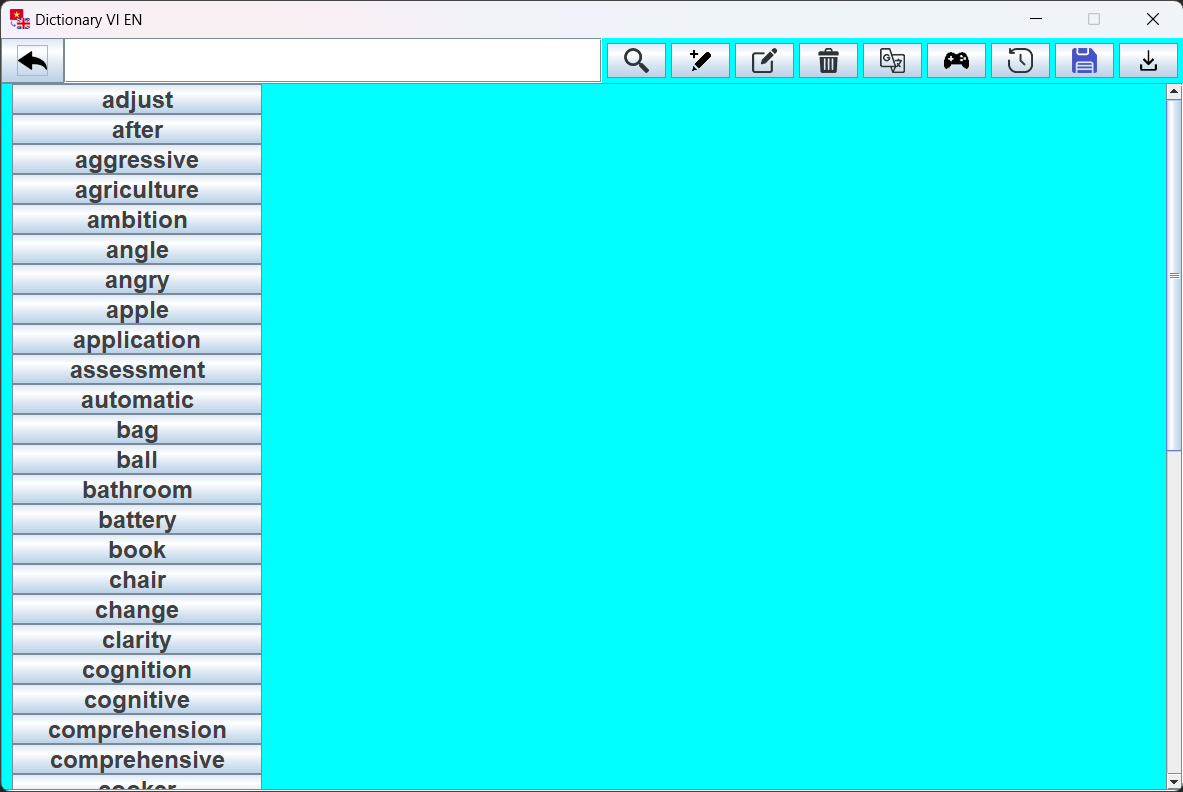 Dictionary VI EN
adjust
after
aggressive
agriculture
ambition
angle
angry
apple
application
assessment
automatic
bag
ball
bathroom
battery
book
chair
change
clarity
cognition
cognitive
comprehension
comprehensive
cooker